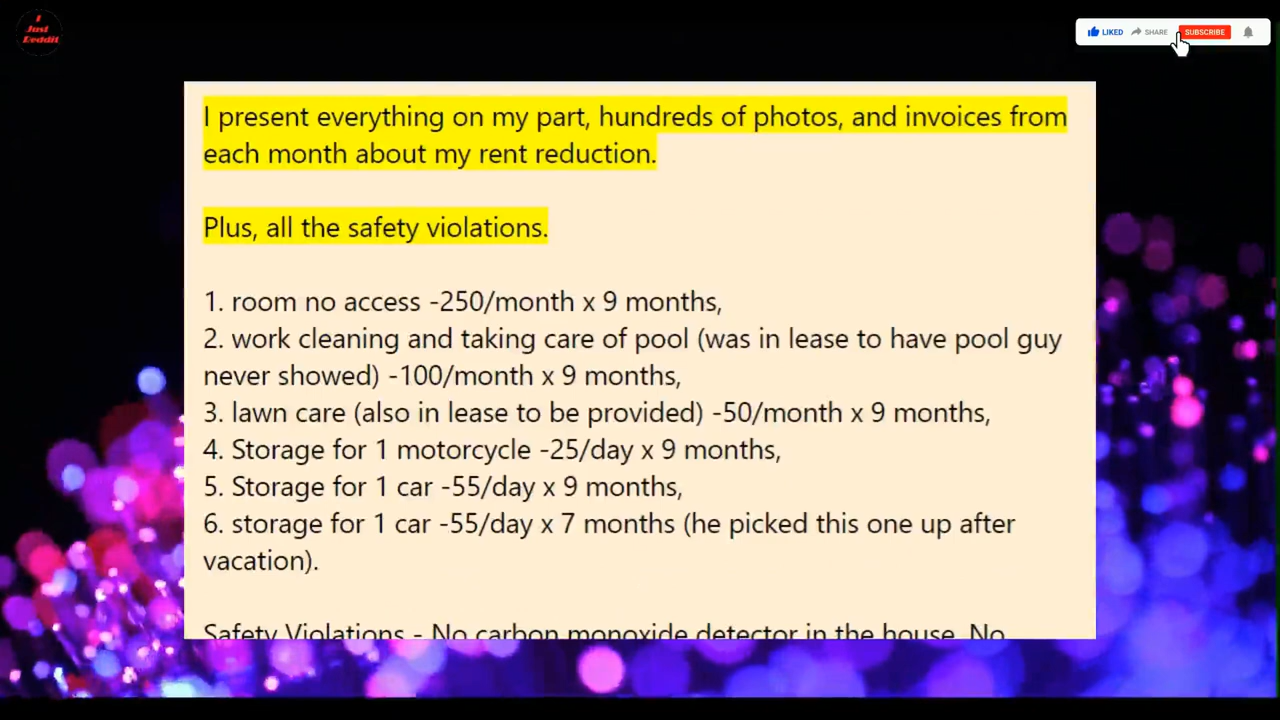 I
Just
Reddit
LIKED SHARE SUBSCRIBE
I present everything on my part, hundreds of photos, and invoices from
each month about my rent reduction.
Plus, all the safety violations.
1. room no access -250/month x 9 months,
2. work cleaning and taking care of pool (was in lease to have pool guy
never showed) -100/month x 9 months,
3. lawn care (also in lease to be provided) -50/month x 9 months,
4. Storage for 1 motorcycle -25/day x 9 months,
5. Storage for 1 car -55/day x 9 months,
6. storage for 1 car -55/day x 7 months (he picked this one up after
vacation).
Safety Violations - No carbon monoxide detector in the house. No